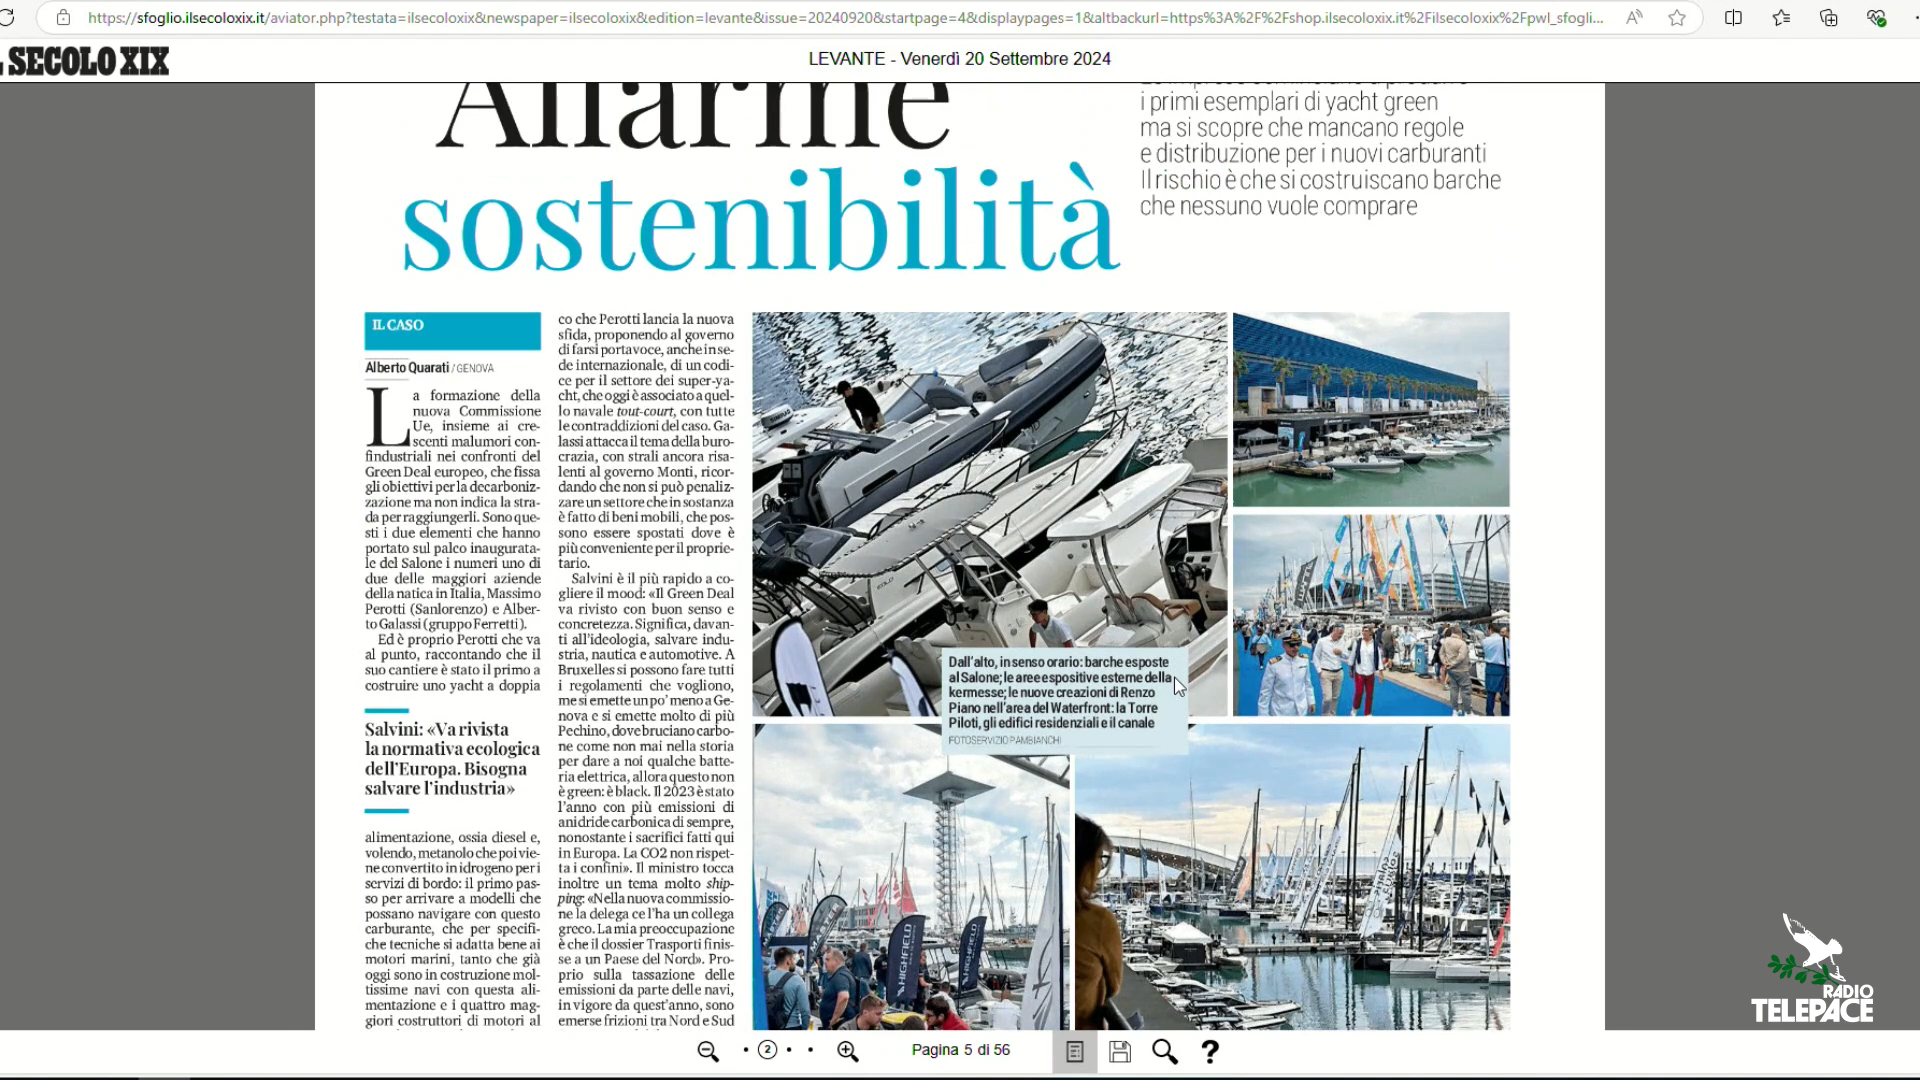 https://sfoglio.ilsecoloxix.it/aviator.php?testata=ilsecoloxix&newspaper=ilsecoloxix&edition=levante&issue=20240920&startpage=4&displaypages=1&altbackurl=https%3A%2F%2Fshop.ilsecoloxix.it%2Filsecoloxix%2Fpwl_sfogli...
SECOLO XIX
LEVANTE - Venerdì 20 Settembre 2024
Allarme
sostenibilità
i primi esemplari di yacht green
ma si scopre che mancano regole
e distribuzione per i nuovi carburanti
Il rischio è che si costruiscano barche
che nessuno vuole comprare
IL CASO
Alberto Quarati / GENOVA
La formazione della
nuova Commissione
Ue, insieme ai cre-
scenti malumori con-
findustriali nei confronti del
Green Deal europeo, che fissa
gli obiettivi per la decarboniz-
zazione ma non indica la stra-
da per raggiungerli. Sono que-
sti i due elementi che hanno
portato sul palco inaugurata-
le del Salone i numeri uno di
due delle maggiori aziende
della natica in Italia, Massimo
Perotti (Sanlorenzo) e Alber-
to Galassi (gruppo Ferretti).
Ed è proprio Perotti che va
al punto, raccontando che il
suo cantiere è stato il primo a
costruire uno yacht a doppia
Salvini: «Va rivista
la normativa ecologica
dell'Europa. Bisogna
salvare l'industria»
alimentazione, ossia diesel e,
volendo, metanolo che poi vie-
ne convertito in idrogeno per i
servizi di bordo: il primo pas-
so per arrivare a modelli che
possano navigare con questo
carburante, che per specifi-
che tecniche si adatta bene ai
motori marini, tanto che già
oggi sono in costruzione mol-
tissime navi con questa ali-
mentazione e i quattro mag-
giori costruttori di motori al
co che Perotti lancia la nuova
sfida, proponendo al governo
di farsi portavoce, anche in se-
de internazionale, di un codi-
ce per il settore dei super-ya-
cht, che oggi è associato a quel-
lo navale tout-court, con tutte
le contraddizioni del caso. Ga-
lassi attacca il tema della buro-
crazia, con strali ancora risa-
lenti al governo Monti, ricor-
dando che non si può penaliz-
zare un settore che in sostanza
è fatto di beni mobili, che pos-
sono essere spostati dove è
più conveniente per il proprie-
tario.
Salvini è il più rapido a co-
gliere il mood: «Il Green Deal
va rivisto con buon senso e
concretezza. Significa, davan-
ti all'ideologia, salvare indu-
stria, nautica e automotive. A
Bruxelles si possono fare tutti
i regolamenti che vogliono,
me si emette un po' meno a Ge-
nova e si emette molto di più
Pechino, dove bruciano carbo-
ne come non mai nella storia
per dare a noi qualche batte-
ria elettrica, allora questo non
è green: è black. Il 2023 è stato
l'anno con più emissioni di
anidride carbonica di sempre,
nonostante i sacrifici fatti qui
in Europa. La CO2 non rispet-
ta i confini». Il ministro tocca
inoltre un tema molto ship-
ping: «Nella nuova commissio-
ne la delega ce l'ha un collega
greco. La mia preoccupazione
è che il dossier Trasporti finis-
se a un Paese del Nord». Pro-
prio sulla tassazione delle
emissioni da parte delle navi,
in vigore da quest'anno, sono
emerse frizioni tra Nord e Sud
Dall'alto, in senso orario: barche esposte
al Salone; le aree espositive esterne della
kermesse; le nuove creazioni di Renzo
Piano nell'area del Waterfront: la Torre
Piloti, gli edifici residenziali e il canale
FOTOSERVIZIO PAMBIANCHI
HIGHFIELD
HIGHFIELD
RADIO
TELEPACE
2
Pagina 5 di 56
?